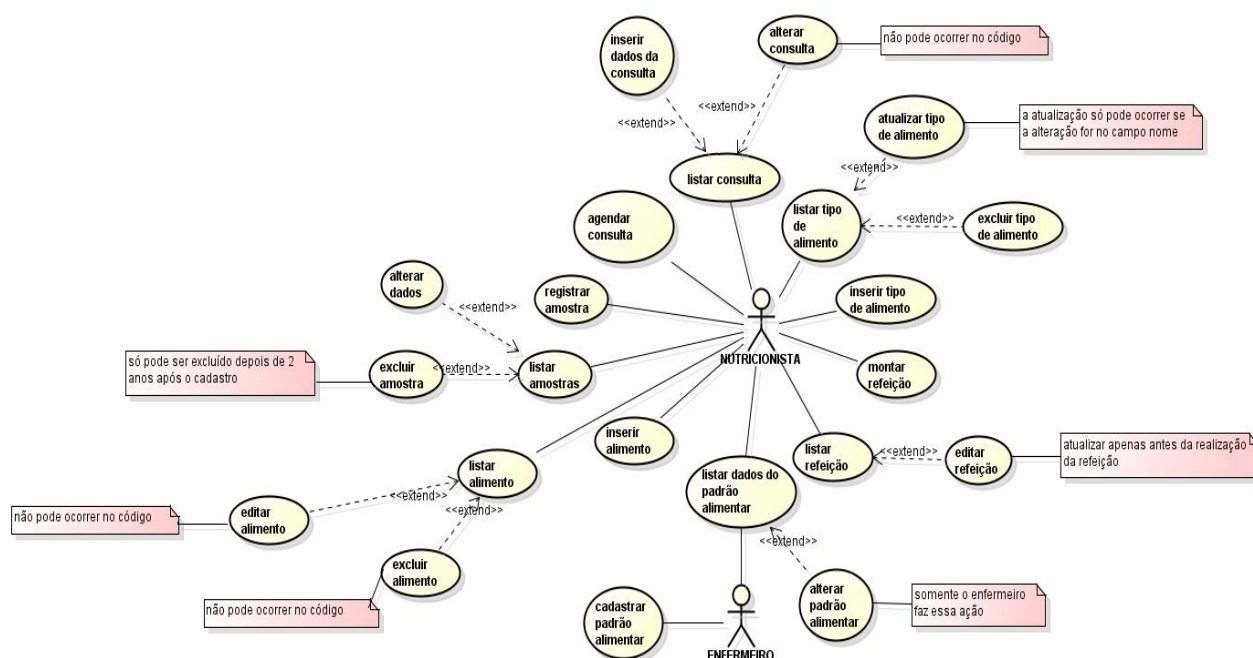 inserir
dados da
consulta
alterar
consulta
não pode ocorrer no código
<<extend>>
<<extend>>
atualizar tipo
de alimento
a atualização só pode ocorrer se
a alteração for no campo nome
<<extend>>
listar consulta
agendar
consulta
listar tipo
de
alimento
<<extend>>
excluir tipo
de alimento
alterar
dados
<<extend>>
registrar
amostra
inserir tipo
de alimento
NUTRICIONISTA
só pode ser excluído depois de 2
anos após o cadastro
excluir
amostra
<<extend>>
listar
amostras
montar
refeição
inserir
alimento
listar
refeição
<<extend>>
editar
refeição
atualizar apenas antes da realização
da refeição
listar
alimento
listar dados do
padrão
alimentar
<<extend>>
não pode ocorrer no código
editar
alimento
<<extend>>
<<extend>>
excluir
alimento
não pode ocorrer no código
cadastrar
padrão
alimentar
alterar
padrão
alimentar
somente o enfermeiro
faz essa ação
ENFERMEIRO